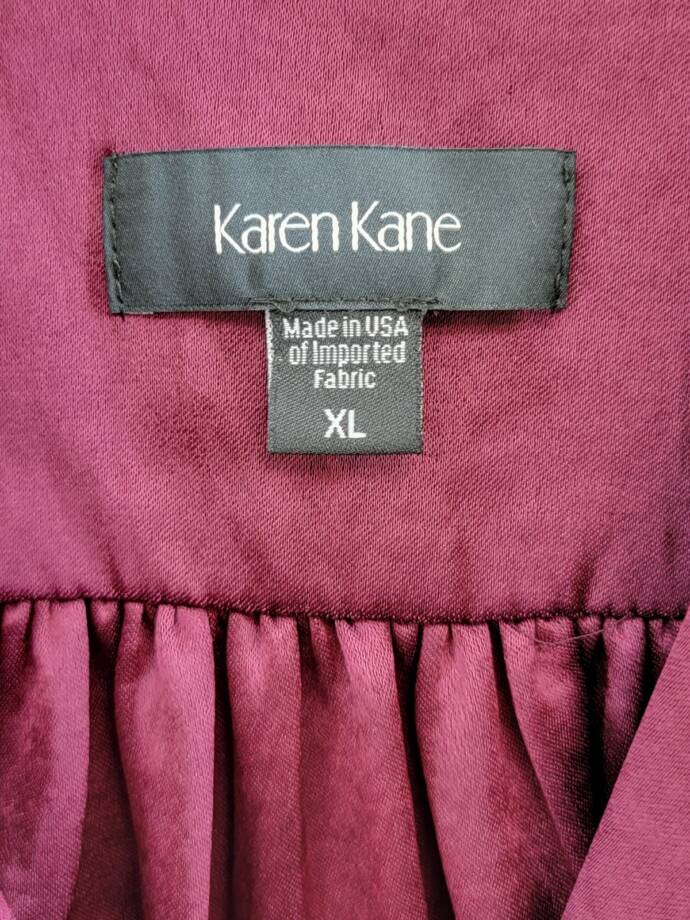 Karen Kane
Made in USA
of Imported
Fabric
XL